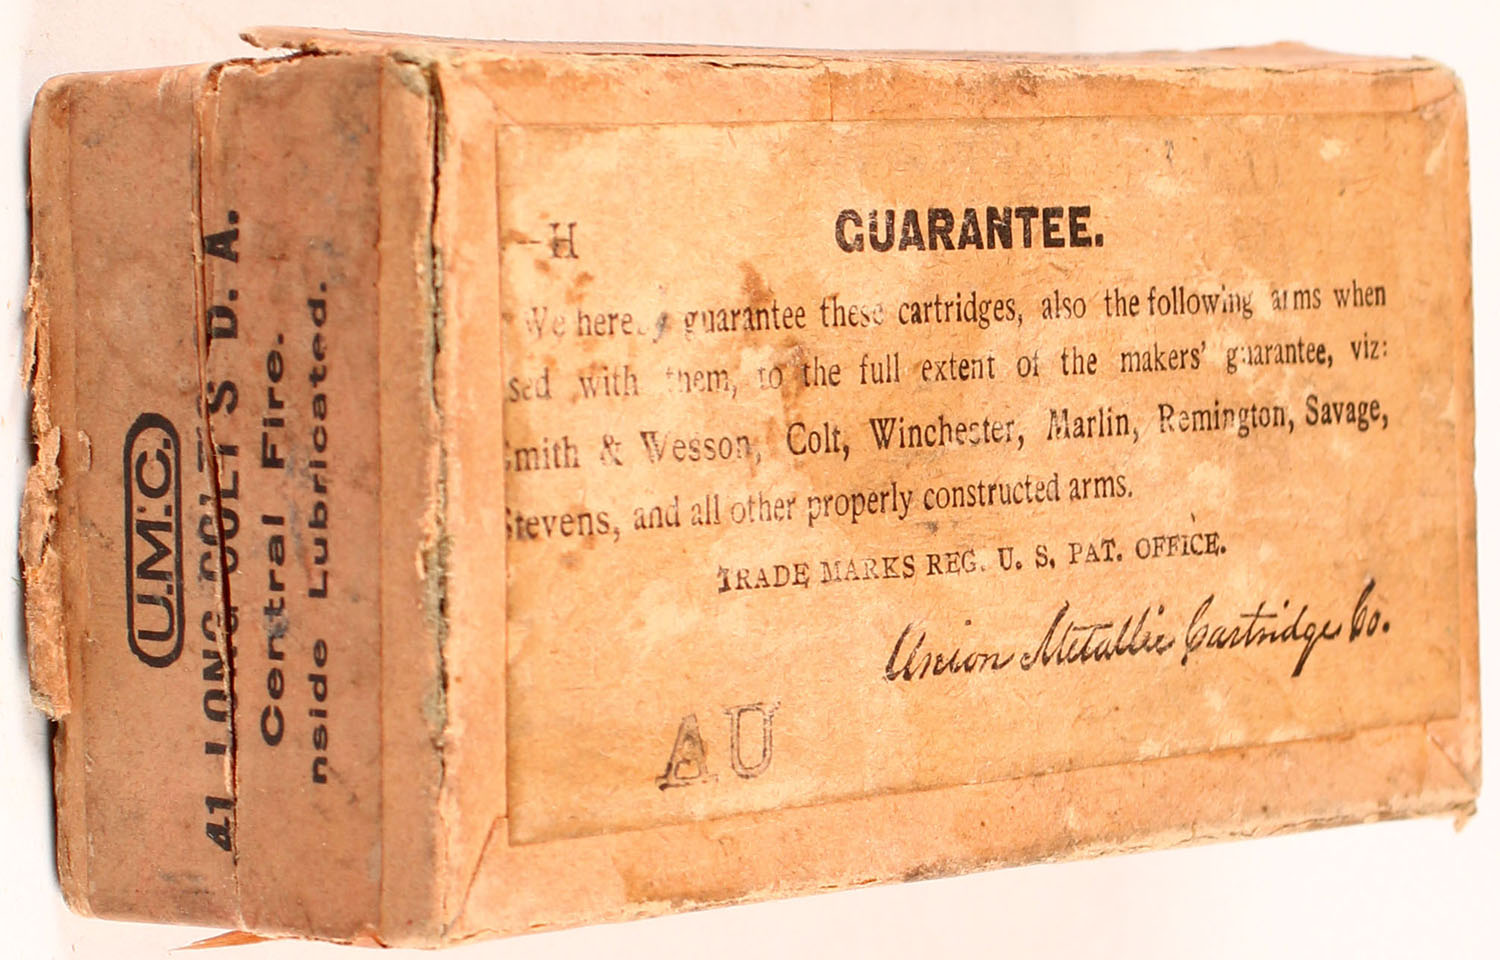 U.M.C.
41 LONG COLT'S D. A.
Central Fire.
nside Lubricated.
-H
GUARANTEE.
We hereby guarantee these cartridges, also the following arms when
sed with them, to the full extent of the makers' guarantee, viz:
mith & Wesson, Colt, Winchester, Marlin, Remington, Savage,
Stevens, and all other properly constructed arms.
TRADE MARKS REG. U. S. PAT. OFFICE.
Union Metallic Cartridge Co.
AU